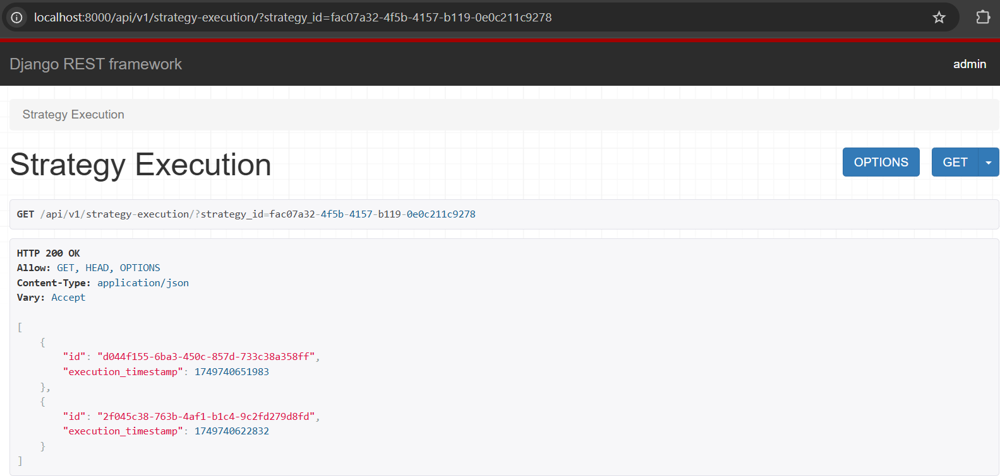 localhost:8000/api/v1/strategy-execution/?strategy_id=fac07a32-4f5b-4157-b119-0e0c211c9278
Django REST framework
admin
Strategy Execution
Strategy Execution
OPTIONS
GET
GET /api/v1/strategy-execution/?strategy_id=fac07a32-4f5b-4157-b119-0e0c211c9278
HTTP 200 OK
Allow: GET, HEAD, OPTIONS
Content-Type: application/json
Vary: Accept
[
    {
        "id": "d044f155-6ba3-450c-857d-733c38a358ff",
        "execution_timestamp": 1749740651983
    },
    {
        "id": "2f045c38-763b-4af1-b1c4-9c2fd279d8fd",
        "execution_timestamp": 1749740622832
    }
]